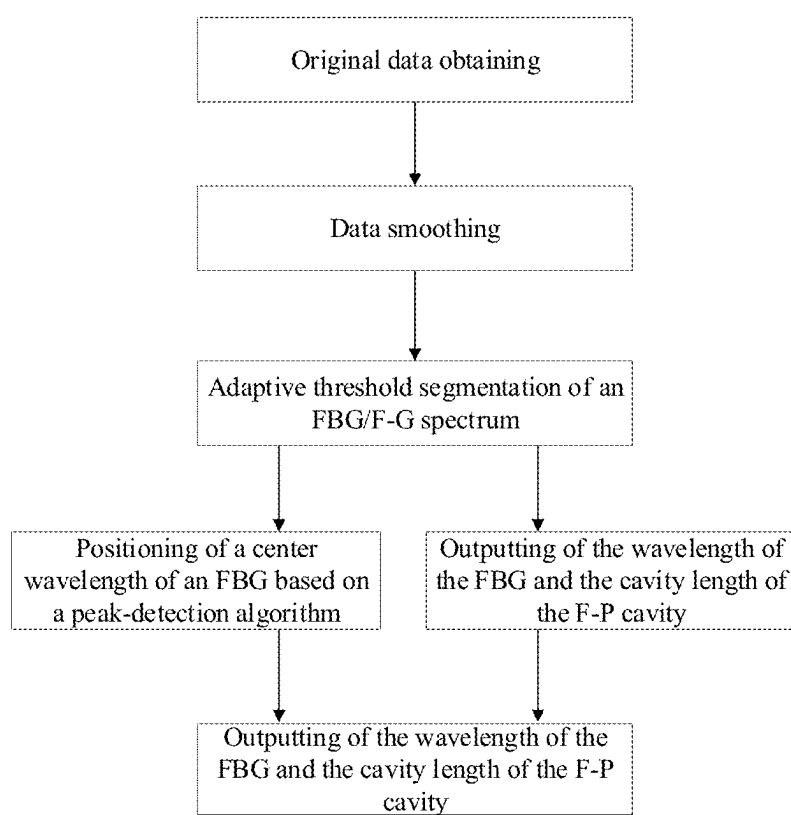 Original data obtaining
Data smoothing
Adaptive threshold segmentation of an
FBG/F-G spectrum
Positioning of a center
wavelength of an FBG based on
a peak-detection algorithm
Outputting of the wavelength of
the FBG and the cavity length of
the F-P cavity
Outputting of the wavelength of the
FBG and the cavity length of the F-P
cavity